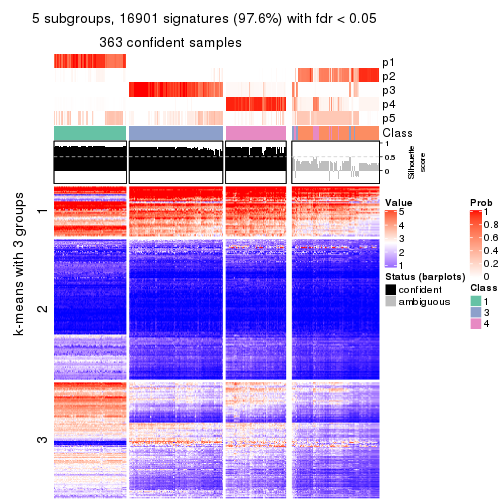 5 subgroups, 16901 signatures (97.6%) with fdr < 0.05
363 confident samples
p1
p2
p3
p4
p5
Class
1
0.5
0
Silhouette
score
k-means with 3 groups
1
2
3
Value
5
4
3
2
1
Status (barplots)
confident
ambiguous
Prob
1
0.8
0.6
0.4
0.2
0
Class
1
3
4